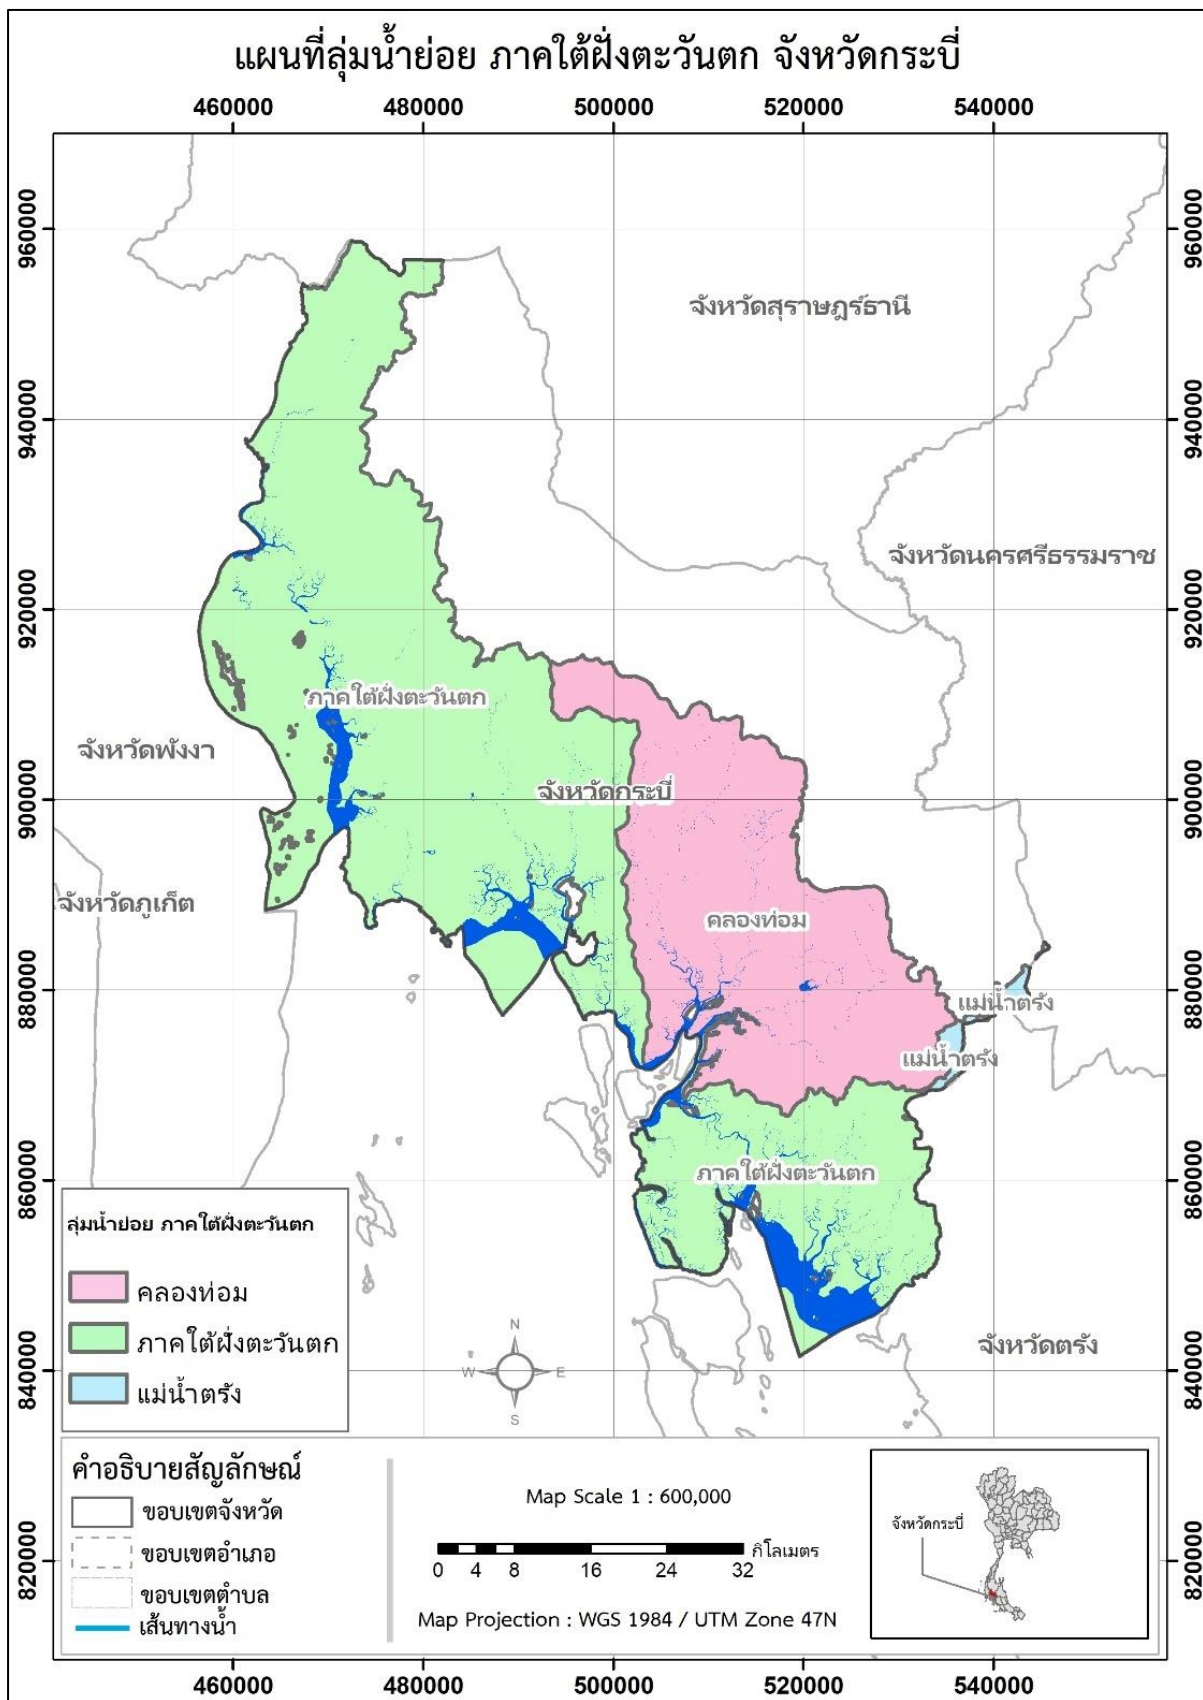 แผนที่ลุ่มน้ำย่อย ภาคใต้ฝั่งตะวันตก จังหวัดกระบี่
460000 480000 500000 520000 540000
960000 960000
จังหวัดสุราษฎร์ธานี
940000 940000
จังหวัดนครศรีธรรมราช
920000 920000
ภาคใต้ฝั่งตะวันตก
จังหวัดพังงา
จังหวัดกระบี่
900000 900000
จังหวัดภูเก็ต
คลองท่อม
880000 880000
แม่น้ำตรัง
แม่น้ำตรัง
860000 860000
ภาคใต้ฝั่งตะวันตก
ลุ่มน้ำย่อย ภาคใต้ฝั่งตะวันตก
คลองท่อม
ภาคใต้ฝั่งตะวันตก
แม่น้ำตรัง
N
W E
S
จังหวัดตรัง
840000 840000
คำอธิบายสัญลักษณ์
ขอบเขตจังหวัด
ขอบเขตอำเภอ
ขอบเขตตำบล
เส้นทางน้ำ
Map Scale 1 : 600,000
กิโลเมตร
0 4 8 16 24 32
Map Projection : WGS 1984 / UTM Zone 47N
จังหวัดกระบี่
820000 820000
460000 480000 500000 520000 540000